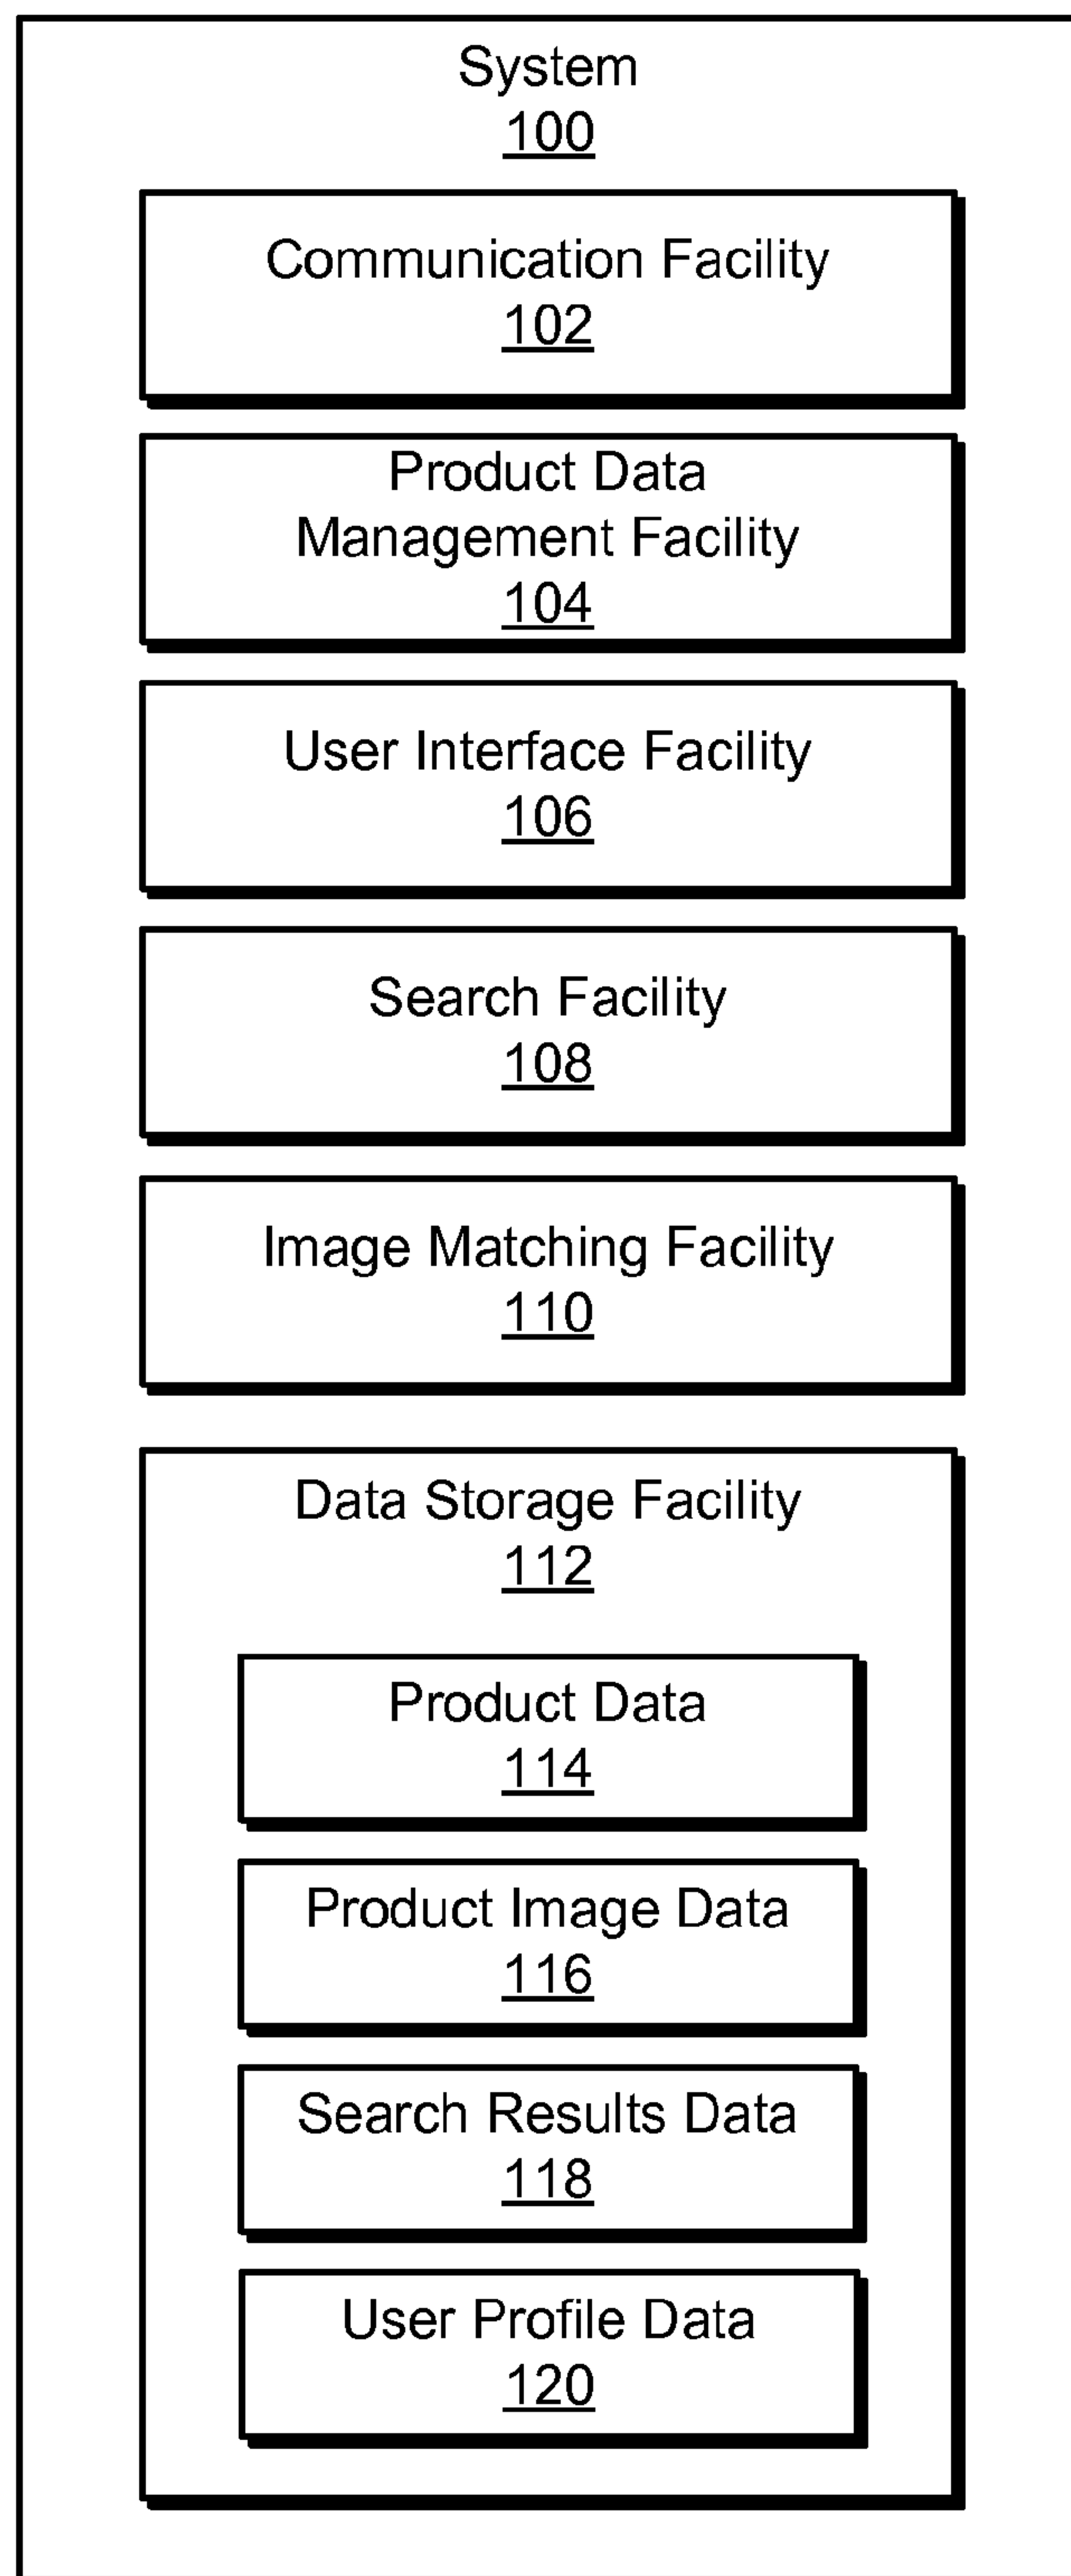 System
100
Communication Facility
102
Product Data
Management Facility
104
User Interface Facility
106
Search Facility
108
Image Matching Facility
110
Data Storage Facility
112
Product Data
114
Product Image Data
116
Search Results Data
118
User Profile Data
120